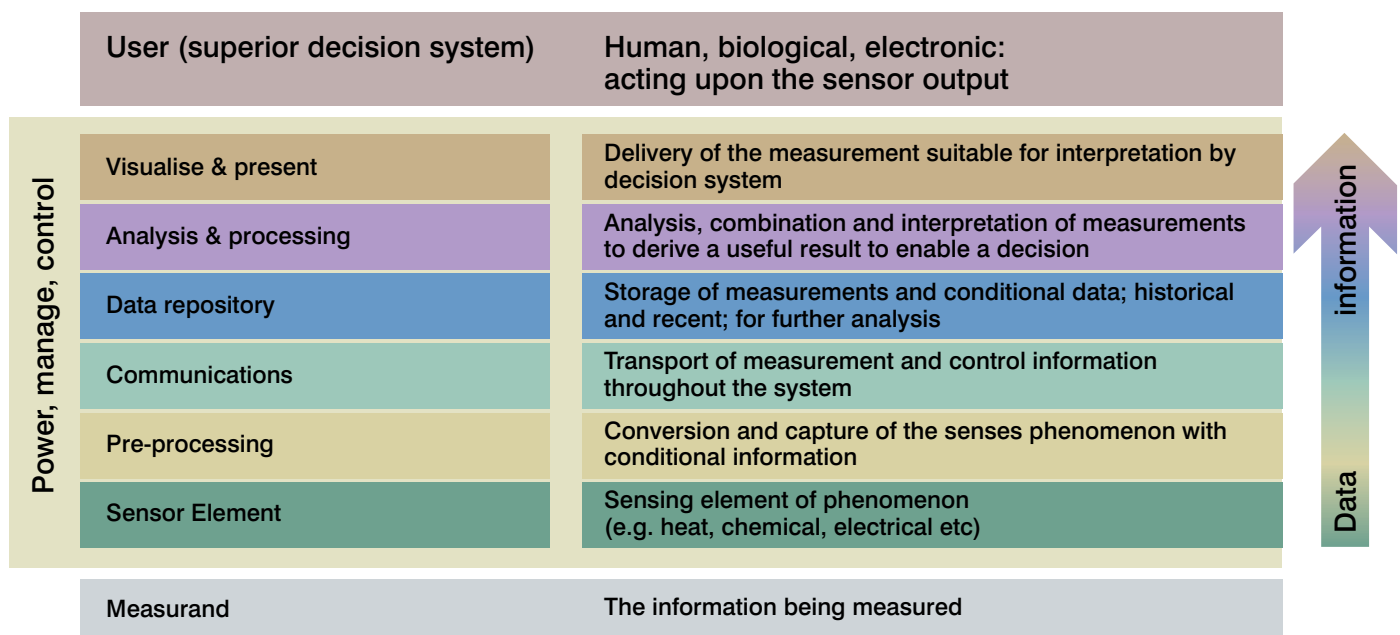 User (superior decision system)
Human, biological, electronic:
acting upon the sensor output
Power, manage, control
Visualise & present
Delivery of the measurement suitable for interpretation by
decision system
Analysis & processing
Analysis, combination and interpretation of measurements
to derive a useful result to enable a decision
Data repository
Storage of measurements and conditional data; historical
and recent; for further analysis
Communications
Transport of measurement and control information
throughout the system
Pre-processing
Conversion and capture of the senses phenomenon with
conditional information
Sensor Element
Sensing element of phenomenon
(e.g. heat, chemical, electrical etc)
information
Data
Measurand
The information being measured